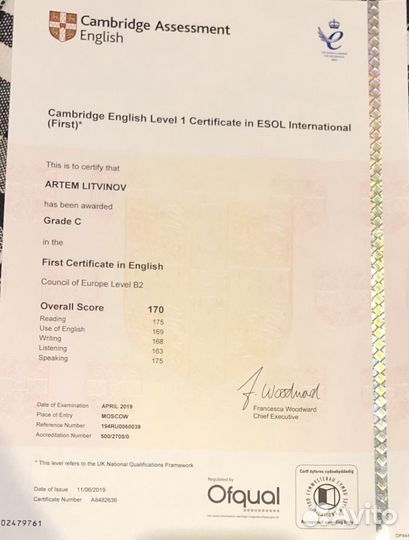 Cambridge Assessment
English
Cambridge English Level 1 Certificate in ESOL International
(First)*
This is to certify that
ARTEM LITVINOV
has been awarded
Grade C
in the
First Certificate in English
Council of Europe Level B2
Overall Score 170
Reading 175
Use of English 169
Writing 168
Listening 163
Speaking 175
Date of Examination APRIL 2019
Place of Entry MOSCOW
Reference Number 194RU0060039
Accreditation Number 500/2705/0
F. Woodward
Francesca Woodward
Chief Executive
* This level refers to the UK National Qualifications Framework
Date of Issue 11/06/2019
Certificate Number A8482636
Regulated by
Ofqual
02479761
Avito